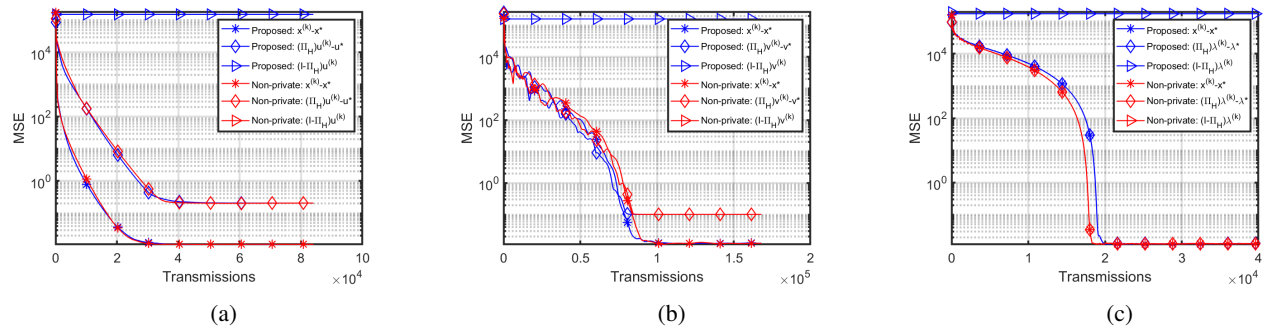 10^4
10^2
10^0
MSE
0
2
4
6
8
10
Transmissions
×10^4
Proposed: x^(k)-x*
Proposed: (Π_H)u^(k)-u*
Proposed: (I-Π_H)u^(k)
Non-private: x^(k)-x*
Non-private: (Π_H)u^(k)-u*
Non-private: (I-Π_H)u^(k)
(a)
10^4
10^2
10^0
MSE
0
0.5
1
1.5
2
Transmissions
×10^5
Proposed: x^(k)-x*
Proposed: (Π_H)v^(k)-v*
Proposed: (I-Π_H)v^(k)
Non-private: x^(k)-x*
Non-private: (Π_H)v^(k)-v*
Non-private: (I-Π_H)v^(k)
(b)
10^4
10^2
10^0
MSE
0
1
2
3
4
Transmissions
×10^4
Proposed: x^(k)-x*
Proposed: (Π_H)λ^(k)-λ*
Proposed: (I-Π_H)λ^(k)
Non-private: x^(k)-x*
Non-private: (Π_H)λ^(k)-λ*
Non-private: (I-Π_H)λ^(k)
(c)